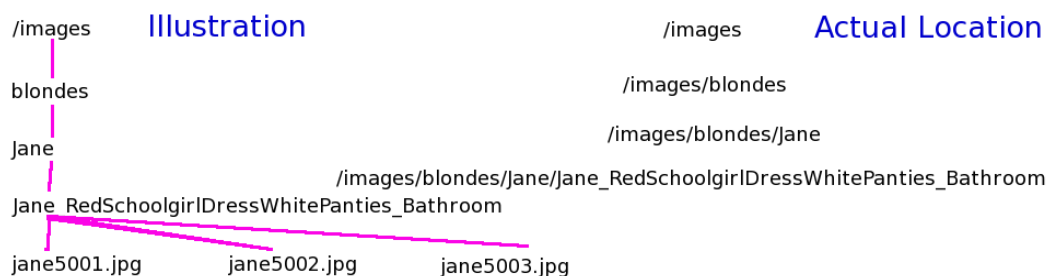 /images Illustration /images Actual Location
blondes /images/blondes
Jane /images/blondes/Jane
/images/blondes/Jane/Jane_RedSchoolgirlDressWhitePanties_Bathroom
Jane_RedSchoolgirlDressWhitePanties_Bathroom
jane5001.jpg jane5002.jpg jane5003.jpg